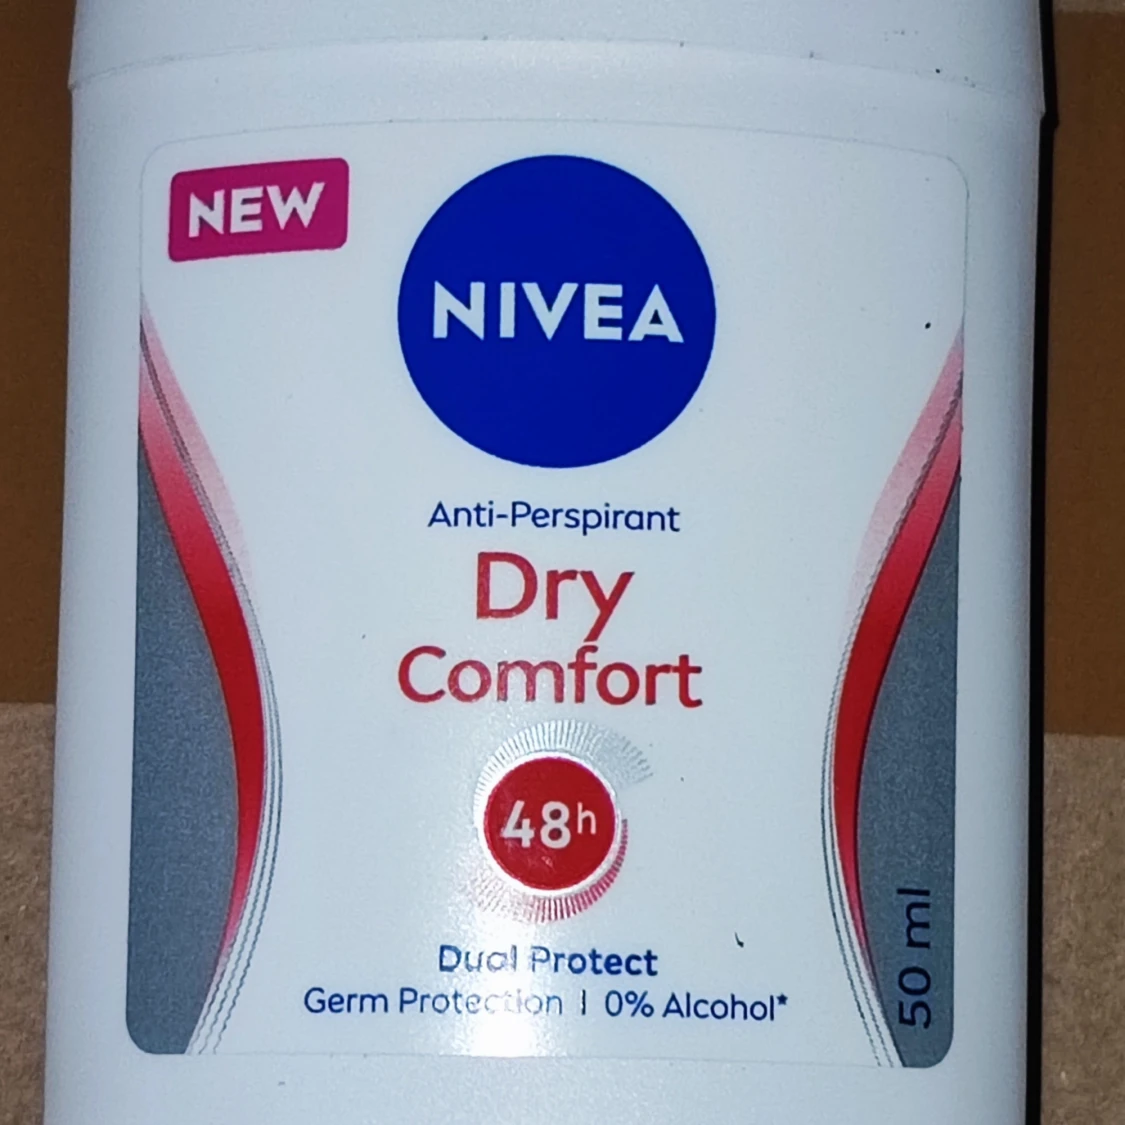 NEW
NIVEA
Anti-Perspirant
Dry
Comfort
48h
Dual Protect
Germ Protection | 0% Alcohol*
50 ml